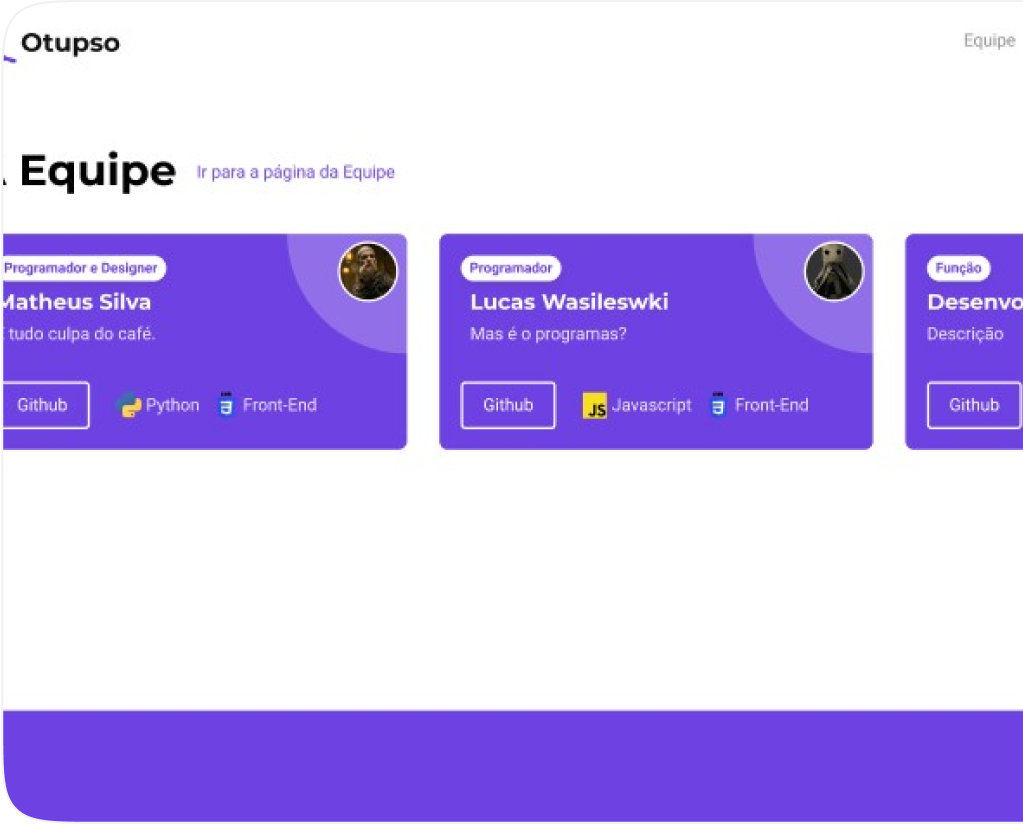 Otupso
Equipe
Equipe
Ir para a página da Equipe
Programador e Designer
Matheus Silva
tudo culpa do café.
Github
Python
Front-End
Programador
Lucas Wasileswki
Mas é o programas?
Github
JS
Javascript
3
Front-End
Função
Desenvo
Descrição
Github